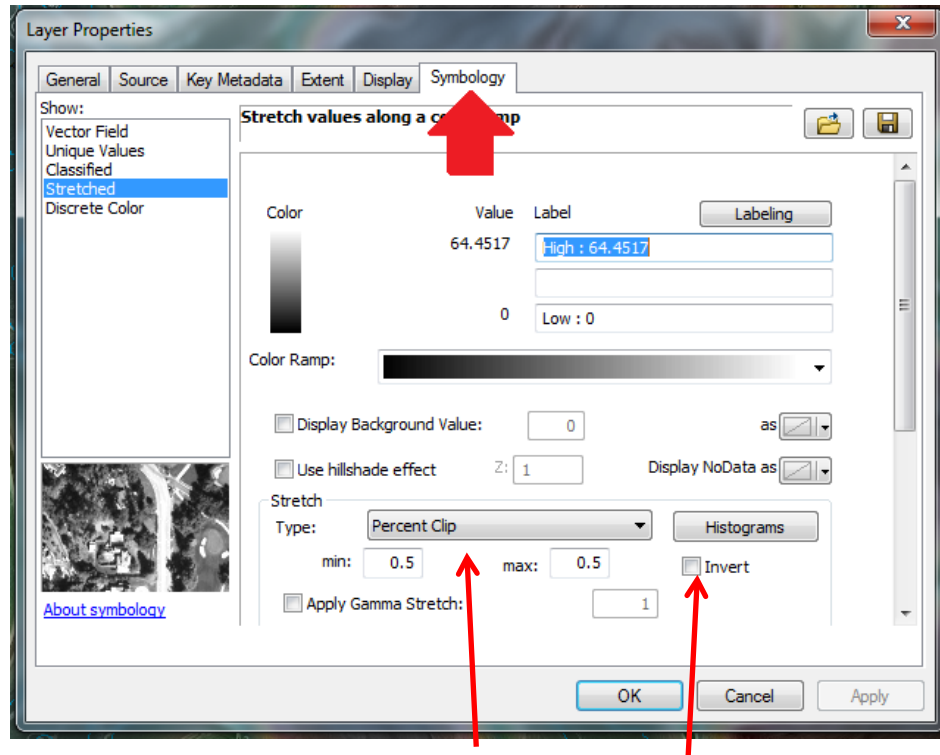 Layer Properties
X
General Source Key Metadata Extent Display Symbology
Show:
Vector Field
Unique Values
Classified
Stretched
Discrete Color
Stretch values along a
Color Value Label Labeling
64.4517 High : 64.4517
0 Low : 0
Color Ramp:
Display Background Value: 0 as
Use hillshade effect Z: 1 Display NoData as
Stretch
Type: Percent Clip Histograms
min: 0.5 max: 0.5 Invert
Apply Gamma Stretch: 1
About symbology
OK Cancel Apply